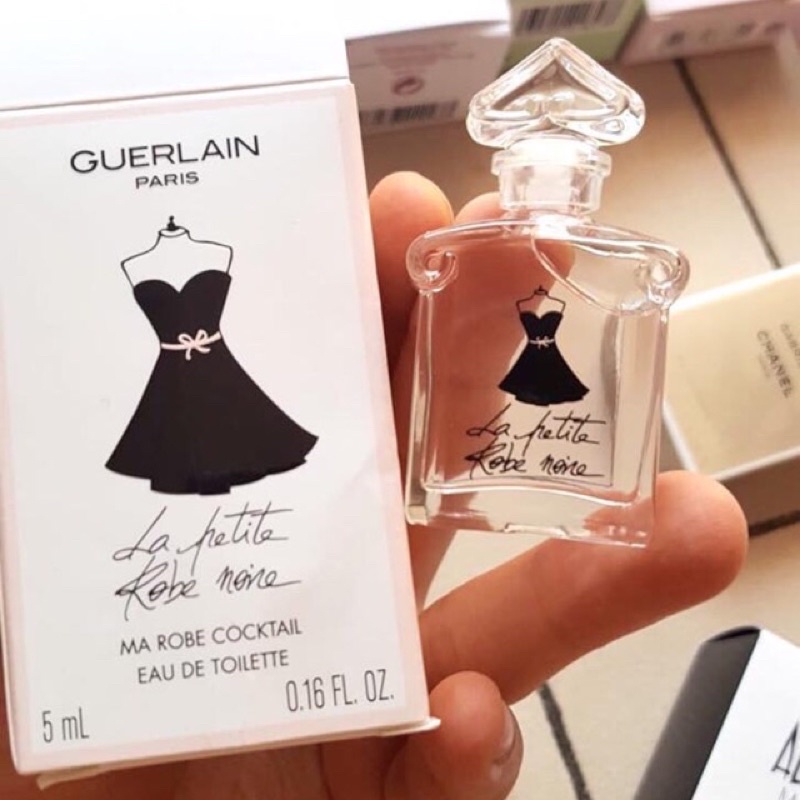 GUERLAIN
PARIS
La petite
Robe noire
MA ROBE COCKTAIL
EAU DE TOILETTE
0.16 FL. OZ.
5 mL
La petite
Robe noire
CHANEL